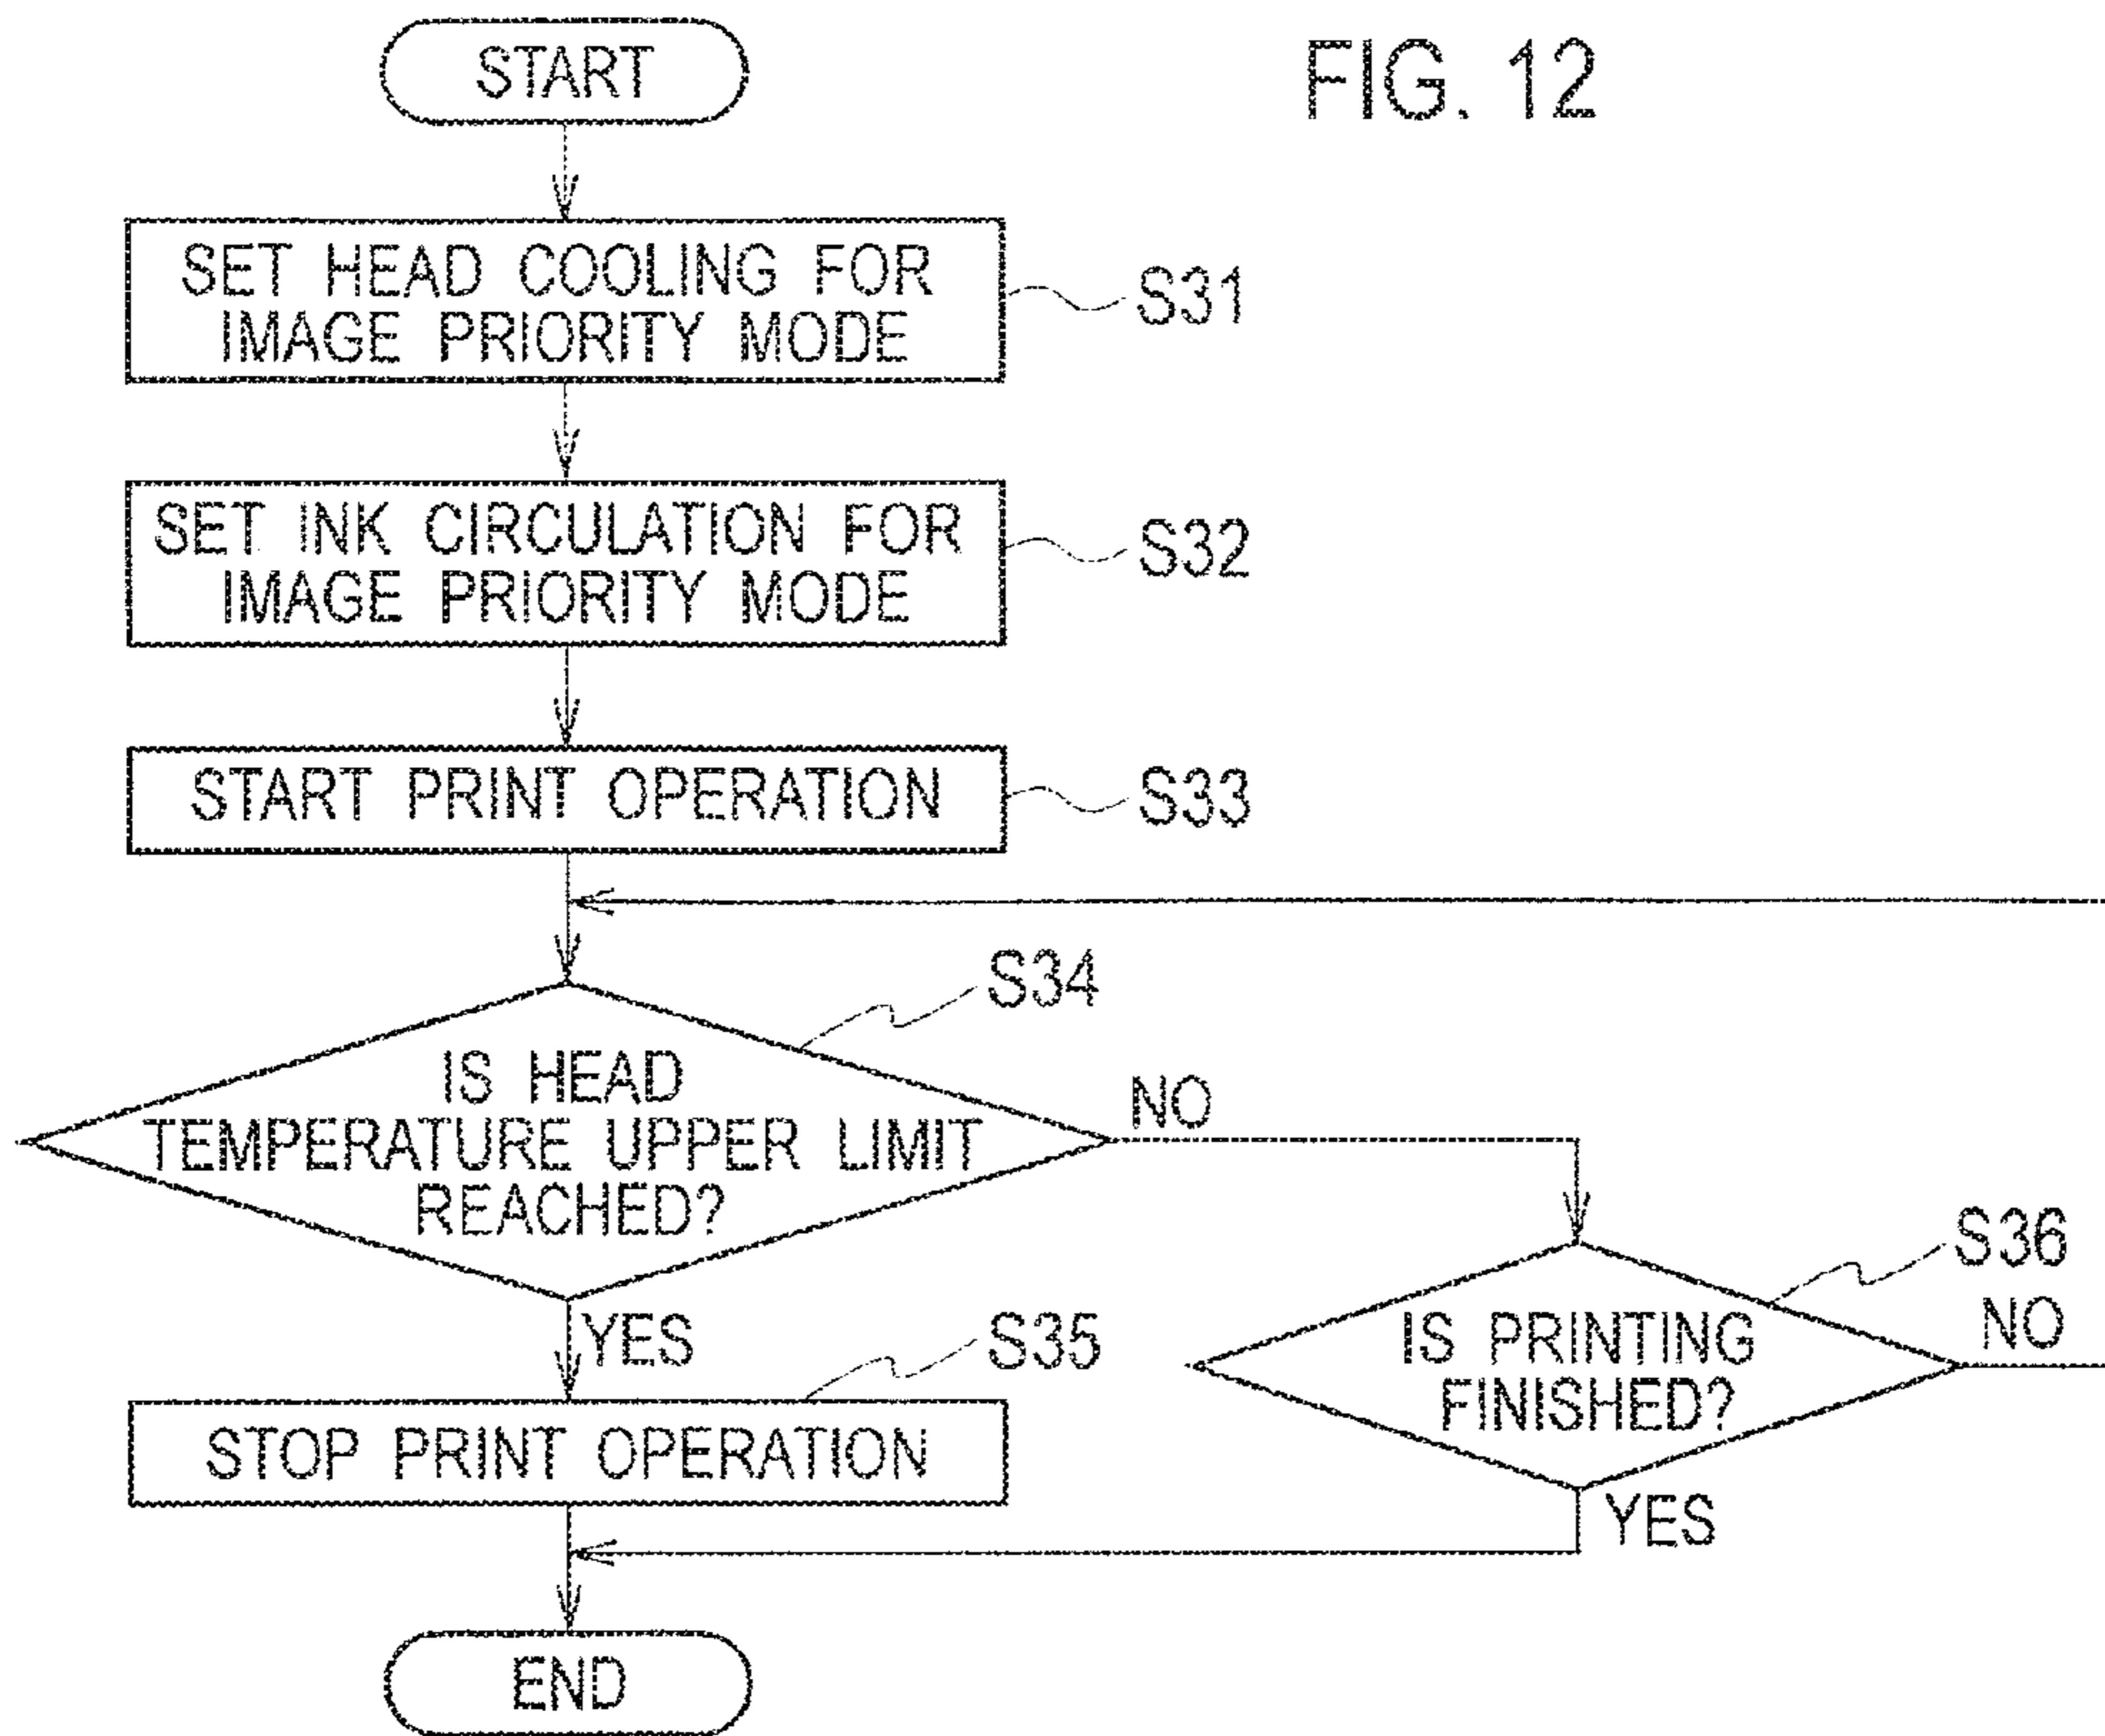 FIG. 12
START
SET HEAD COOLING FOR
IMAGE PRIORITY MODE
S31
SET INK CIRCULATION FOR
IMAGE PRIORITY MODE
S32
START PRINT OPERATION
S33
S34
IS HEAD
TEMPERATURE UPPER LIMIT
REACHED?
NO
YES
S35
STOP PRINT OPERATION
S36
IS PRINTING
FINISHED?
NO
YES
END